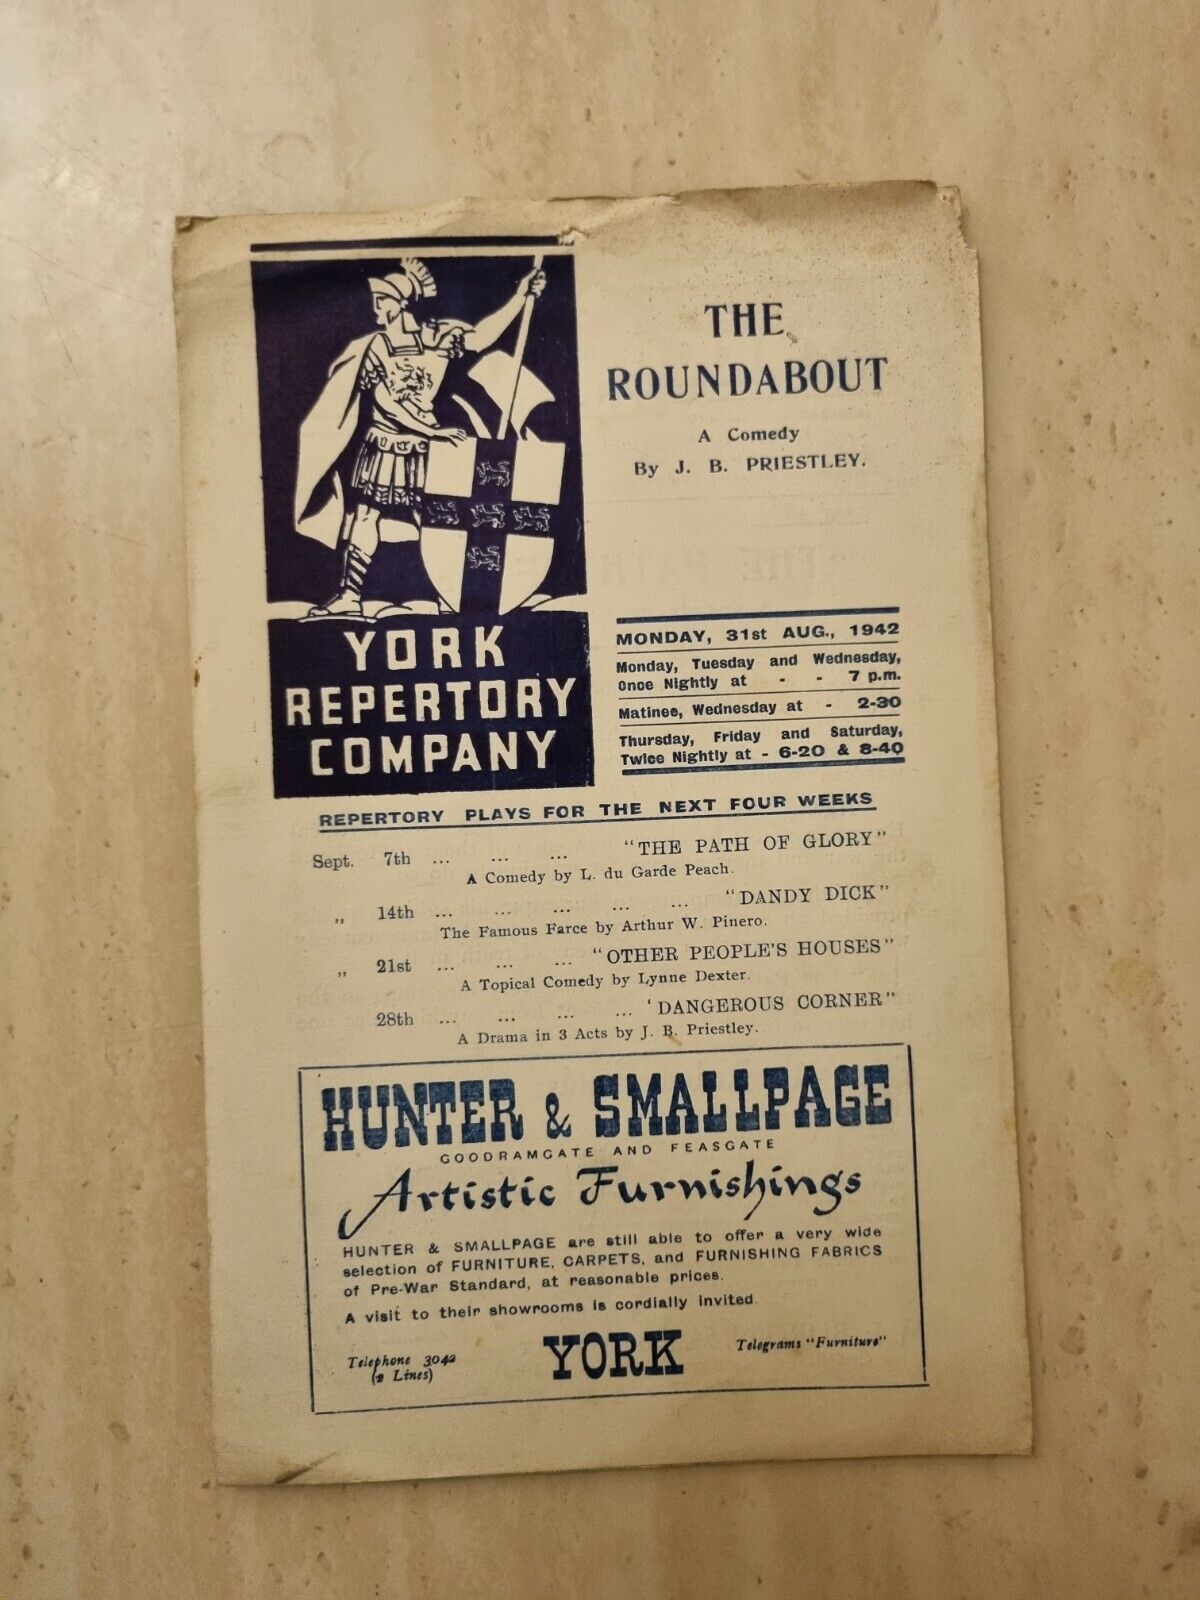 THE
ROUNDABOUT
A Comedy
By J. B. PRIESTLEY.
YORK
REPERTORY
COMPANY
MONDAY, 31st AUG., 1942
Monday, Tuesday and Wednesday,
Once Nightly at - - 7 p.m.
Matinee, Wednesday at - 2-30
Thursday, Friday and Saturday,
Twice Nightly at - 6-20 & 8-40
REPERTORY PLAYS FOR THE NEXT FOUR WEEKS
Sept. 7th ... ... ... "THE PATH OF GLORY"
A Comedy by L. du Garde Peach.
„ 14th ... ... ... ... ... "DANDY DICK"
The Famous Farce by Arthur W. Pinero.
„ 21st ... ... ... "OTHER PEOPLE'S HOUSES"
A Topical Comedy by Lynne Dexter.
28th ... ... ... ... 'DANGEROUS CORNER"
A Drama in 3 Acts by J. B. Priestley.
HUNTER & SMALLPAGE
GOODRAMGATE AND FEASGATE
Artistic Furnishings
HUNTER & SMALLPAGE are still able to offer a very wide
selection of FURNITURE, CARPETS, and FURNISHING FABRICS
of Pre-War Standard, at reasonable prices.
A visit to their showrooms is cordially invited.
Telephone 3042
(2 Lines)
YORK
Telegrams "Furniture"